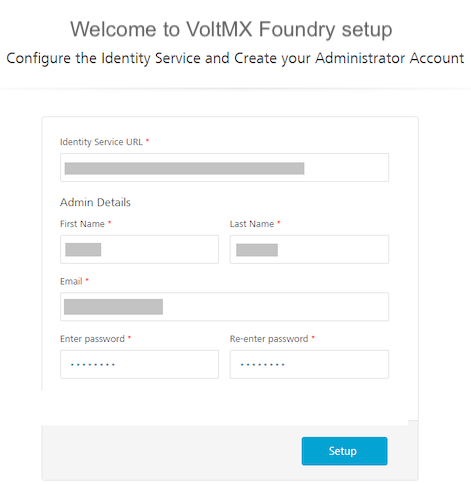 Welcome to VoltMX Foundry setup
Configure the Identity Service and Create your Administrator Account
Identity Service URL *
Admin Details
First Name * Last Name *
Email *
Enter password * Re-enter password *
Setup